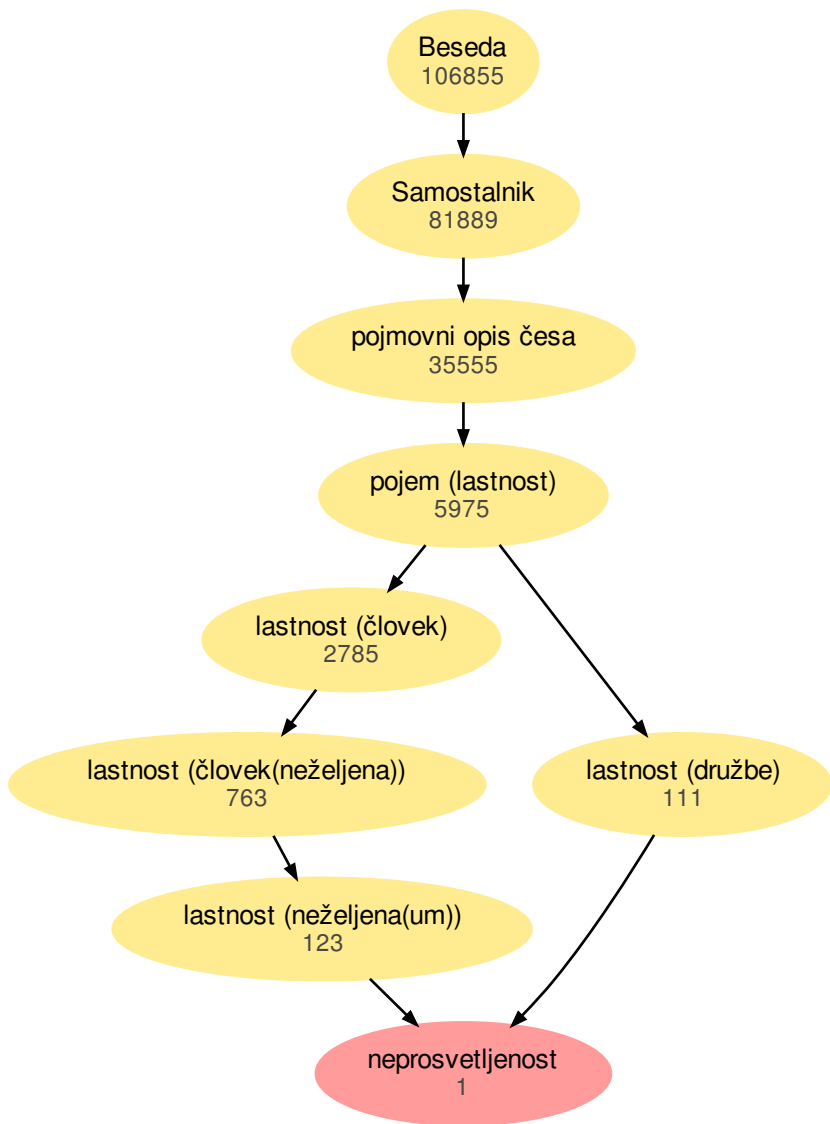 Beseda
106855
Samostalnik
81889
pojmovni opis česa
35555
pojem (lastnost)
5975
lastnost (človek)
2785
lastnost (človek(neželjena))
763
lastnost (družbe)
111
lastnost (neželjena(um))
123
neprosvetljenost
1